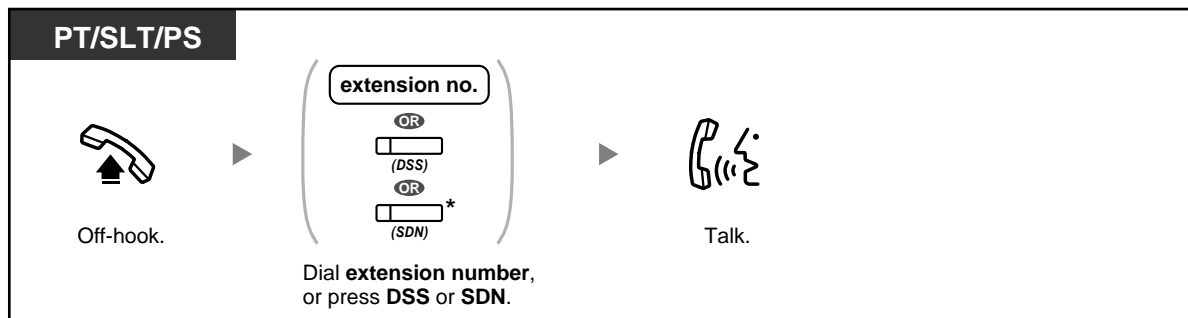 PT/SLT/PS
extension no.
OR
(DSS)
OR
*
(SDN)
Off-hook.
Talk.
Dial extension number,
or press DSS or SDN.